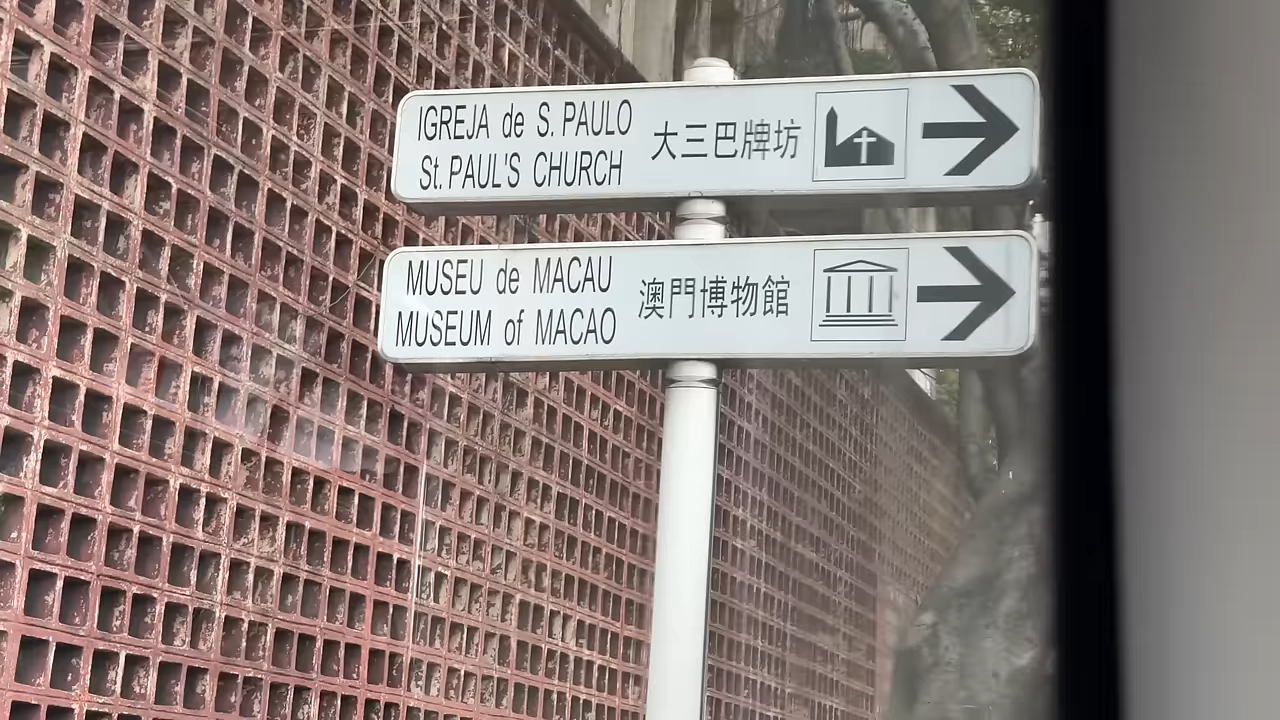 IGREJA de S. PAULO
St. PAUL'S CHURCH
大三巴牌坊
MUSEU de MACAU
MUSEUM of MACAO
澳門博物館